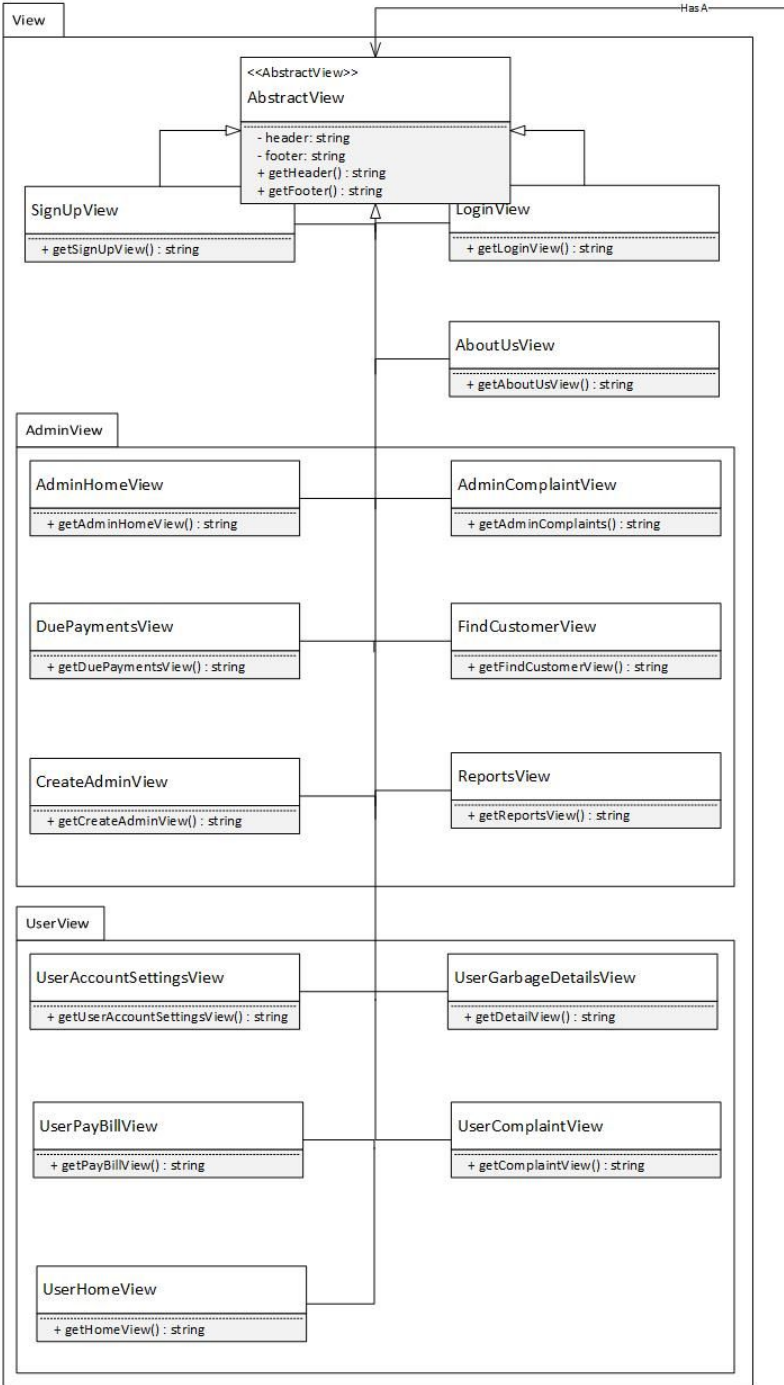 Has A
View
<<AbstractView>>
AbstractView
- header: string
- footer: string
+ getHeader() : string
+ getFooter() : string
SignUpView
+ getSignUpView() : string
LoginView
+ getLoginView() : string
AboutUsView
+ getAboutUsView() : string
AdminView
AdminHomeView
+ getAdminHomeView() : string
AdminComplaintView
+ getAdminComplaints() : string
DuePaymentsView
+ getDuePaymentsView() : string
FindCustomerView
+ getFindCustomerView() : string
CreateAdminView
+ getCreateAdminView() : string
ReportsView
+ getReportsView() : string
UserView
UserAccountSettingsView
+ getUserAccountSettingsView() : string
UserGarbageDetailsView
+ getDetailView() : string
UserPayBillView
+ getPayBillView() : string
UserComplaintView
+ getComplaintView() : string
UserHomeView
+ getHomeView() : string